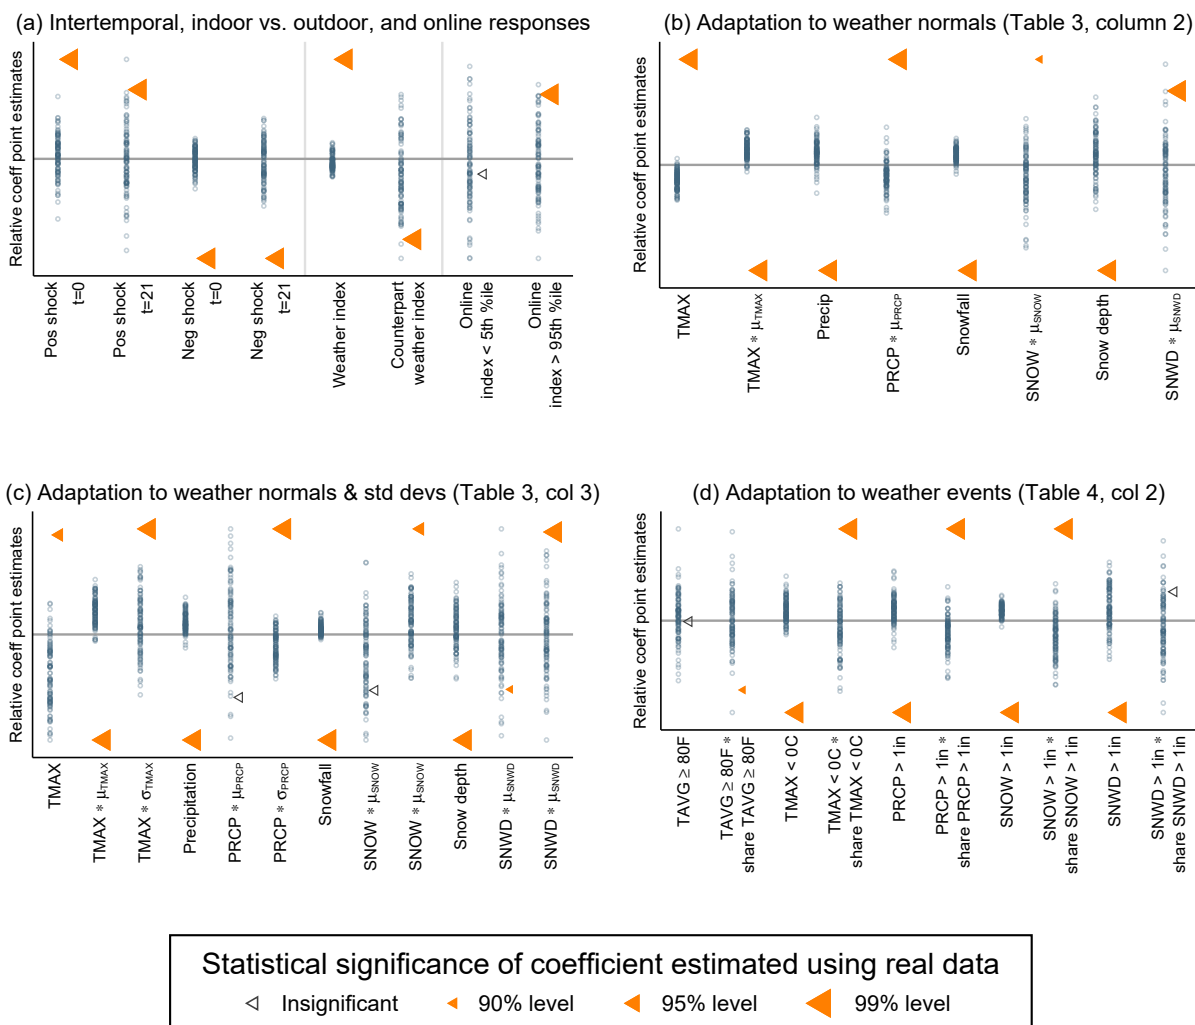 (a) Intertemporal, indoor vs. outdoor, and online responses
Relative coeff point estimates
Pos shock
t=0
Pos shock
t=21
Neg shock
t=0
Neg shock
t=21
Weather index
Counterpart
weather index
Online
index < 5th %ile
Online
index > 95th %ile
(b) Adaptation to weather normals (Table 3, column 2)
Relative coeff point estimates
TMAX
TMAX * μTMAX
Precip
PRCP * μPRCP
Snowfall
SNOW * μSNOW
Snow depth
SNWD * μSNWD
(c) Adaptation to weather normals & std devs (Table 3, col 3)
Relative coeff point estimates
TMAX
TMAX * μTMAX
TMAX * σTMAX
Precipitation
PRCP * μPRCP
PRCP * σPRCP
Snowfall
SNOW * μSNOW
SNOW * μSNOW
Snow depth
SNWD * μSNWD
SNWD * μSNWD
(d) Adaptation to weather events (Table 4, col 2)
Relative coeff point estimates
TAVG ≥ 80F
TAVG ≥ 80F *
share TAVG ≥ 80F
TMAX < 0C
TMAX < 0C *
share TMAX < 0C
PRCP > 1in
PRCP > 1in *
share PRCP > 1in
SNOW > 1in
SNOW > 1in *
share SNOW > 1in
SNWD > 1in
SNWD > 1in *
share SNWD > 1in
Statistical significance of coefficient estimated using real data
Insignificant
90% level
95% level
99% level